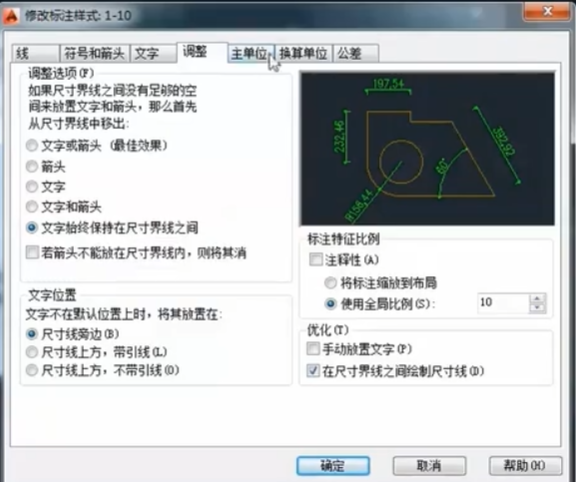 修改标注样式: 1-10
线 符号和箭头 文字 调整 主单位 换算单位 公差
调整选项(F)
如果尺寸界线之间没有足够的空
间来放置文字和箭头，那么首先
从尺寸界线中移出:
文字或箭头 (最佳效果)
箭头
文字
文字和箭头
文字始终保持在尺寸界线之间
若箭头不能放在尺寸界线内，则将其消
文字位置
文字不在默认位置上时，将其放置在:
尺寸线旁边(B)
尺寸线上方，带引线(L)
尺寸线上方，不带引线(O)
197,54
232,46
392,92
60°
R158,44
标注特征比例
注释性(A)
将标注缩放到布局
使用全局比例(S): 10
优化(T)
手动放置文字(P)
在尺寸界线之间绘制尺寸线(D)
确定 取消 帮助(H)